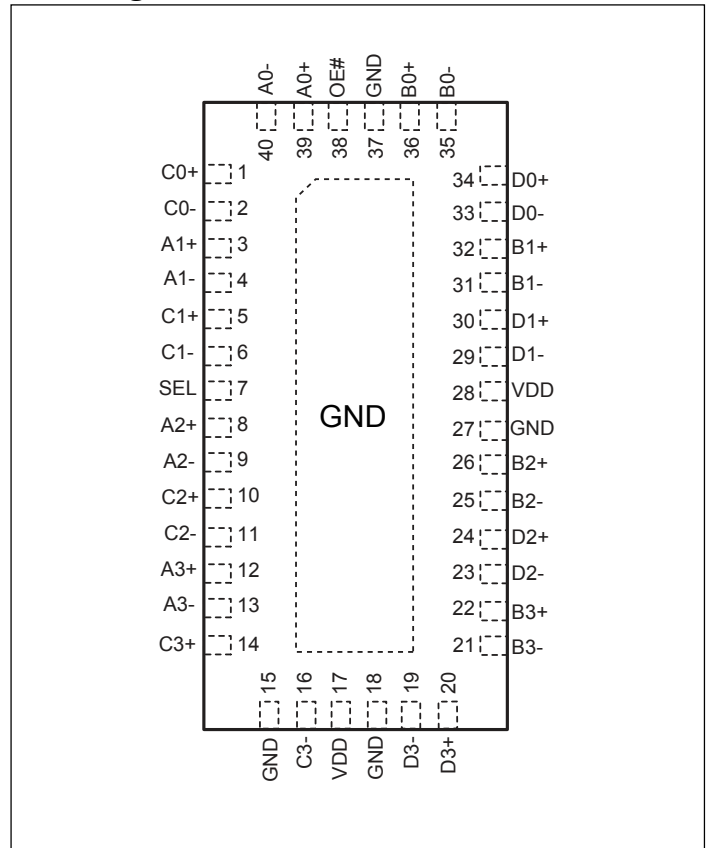 A0-
A0+
OE#
GND
B0+
B0-
40
39
38
37
36
35
C0+ 1
34 D0+
C0- 2
33 D0-
A1+ 3
32 B1+
A1- 4
31 B1-
C1+ 5
30 D1+
C1- 6
29 D1-
SEL 7
28 VDD
A2+ 8
GND
27 GND
A2- 9
26 B2+
C2+ 10
25 B2-
C2- 11
24 D2+
A3+ 12
23 D2-
A3- 13
22 B3+
C3+ 14
21 B3-
15
16
17
18
19
20
GND
C3-
VDD
GND
D3-
D3+